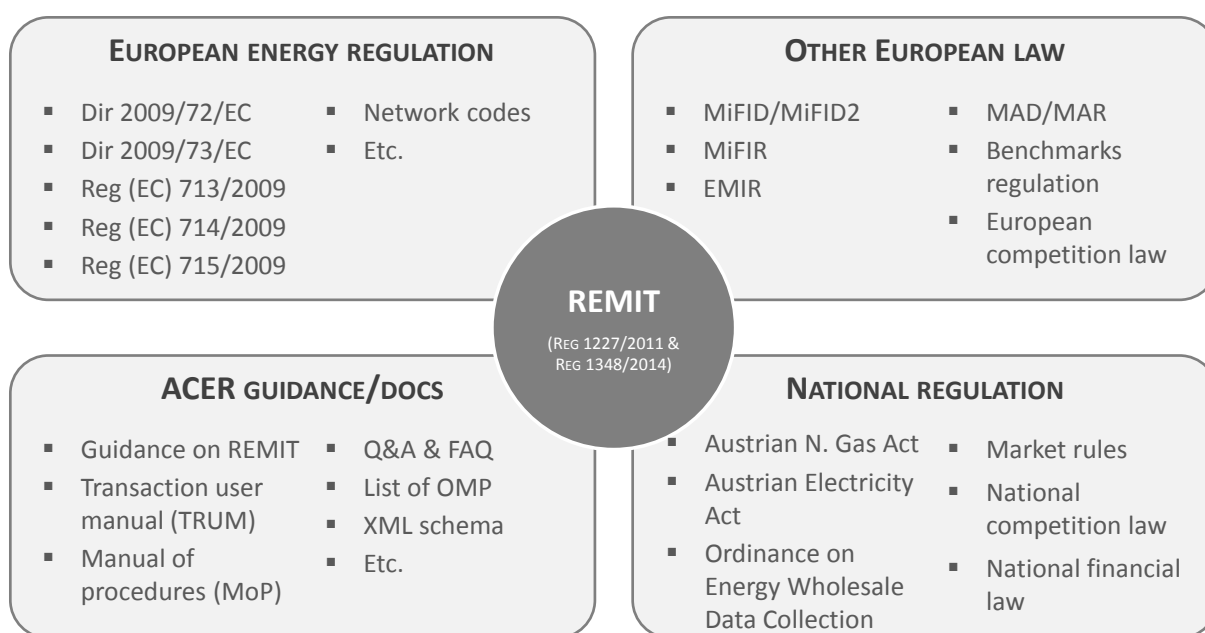 EUROPEAN ENERGY REGULATION
▪ Dir 2009/72/EC
▪ Dir 2009/73/EC
▪ Reg (EC) 713/2009
▪ Reg (EC) 714/2009
▪ Reg (EC) 715/2009
▪ Network codes
▪ Etc.
OTHER EUROPEAN LAW
▪ MiFID/MiFID2
▪ MiFIR
▪ EMIR
▪ MAD/MAR
▪ Benchmarks
regulation
▪ European
competition law
REMIT
(REG 1227/2011 &
REG 1348/2014)
ACER GUIDANCE/DOCS
▪ Guidance on REMIT
▪ Transaction user
manual (TRUM)
▪ Manual of
procedures (MoP)
▪ Q&A & FAQ
▪ List of OMP
▪ XML schema
▪ Etc.
NATIONAL REGULATION
▪ Austrian N. Gas Act
▪ Austrian Electricity
Act
▪ Ordinance on
Energy Wholesale
Data Collection
▪ Market rules
▪ National
competition law
▪ National financial
law